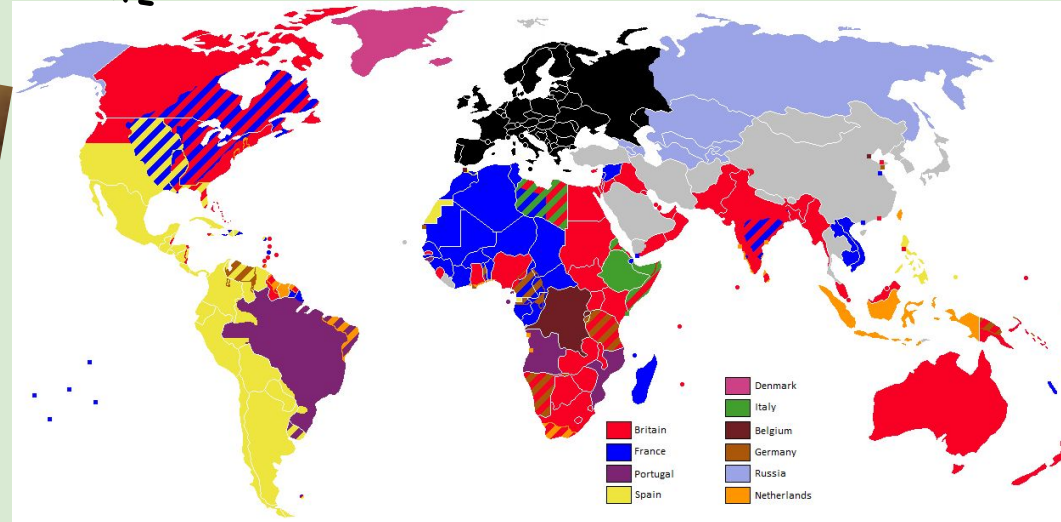 Denmark
Italy
Britain
Belgium
France
Germany
Portugal
Russia
Spain
Netherlands